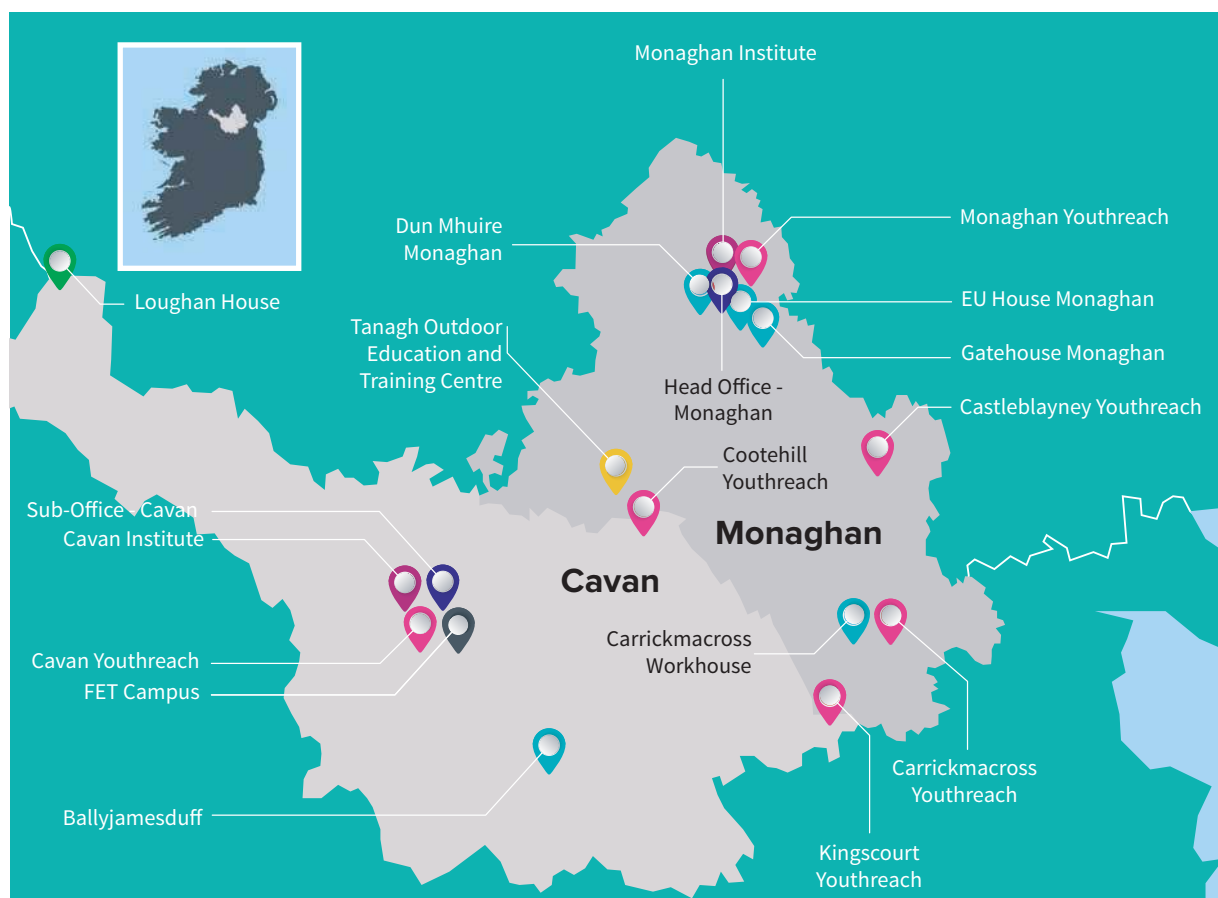 Monaghan Institute
Dun Mhuire
Monaghan
Monaghan Youthreach
Loughan House
EU House Monaghan
Tanagh Outdoor
Education and
Training Centre
Gatehouse Monaghan
Head Office -
Monaghan
Castleblayney Youthreach
Cootehill
Youthreach
Sub-Office - Cavan
Cavan Institute
Monaghan
Cavan
Carrickmacross
Workhouse
Cavan Youthreach
FET Campus
Carrickmacross
Youthreach
Ballyjamesduff
Kingscourt
Youthreach